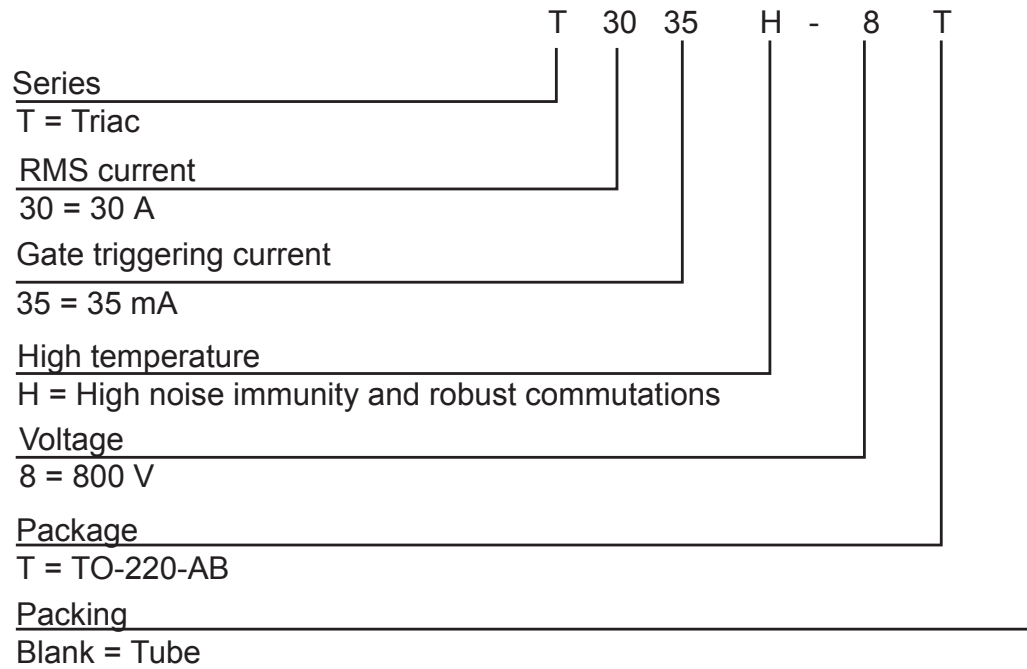 T 30 35 H - 8 T
Series
T = Triac
RMS current
30 = 30 A
Gate triggering current
35 = 35 mA
High temperature
H = High noise immunity and robust commutations
Voltage
8 = 800 V
Package
T = TO-220-AB
Packing
Blank = Tube